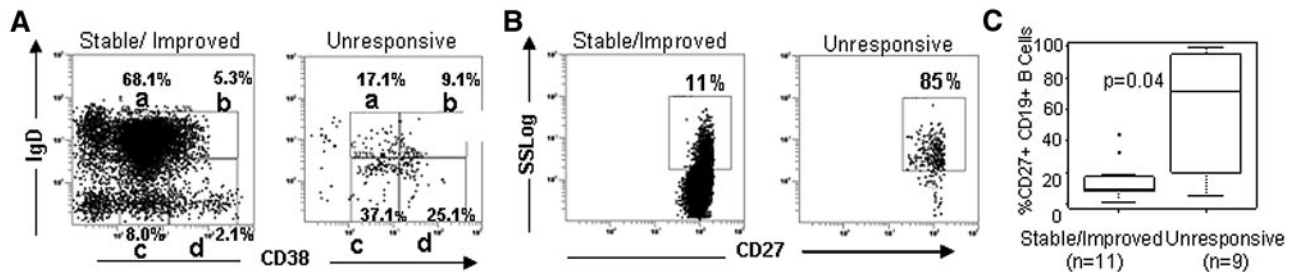 A
Stable/ Improved
Unresponsive
68.1%
5.3%
a
b
17.1%
9.1%
a
b
IgD
8.0%
2.1%
c
d
37.1%
25.1%
c
d
CD38
B
Stable/Improved
Unresponsive
11%
85%
SSLog
CD27
C
%CD27+ CD19+ B Cells
100
80
60
40
20
0
p=0.04
Stable/Improved Unresponsive
(n=11) (n=9)